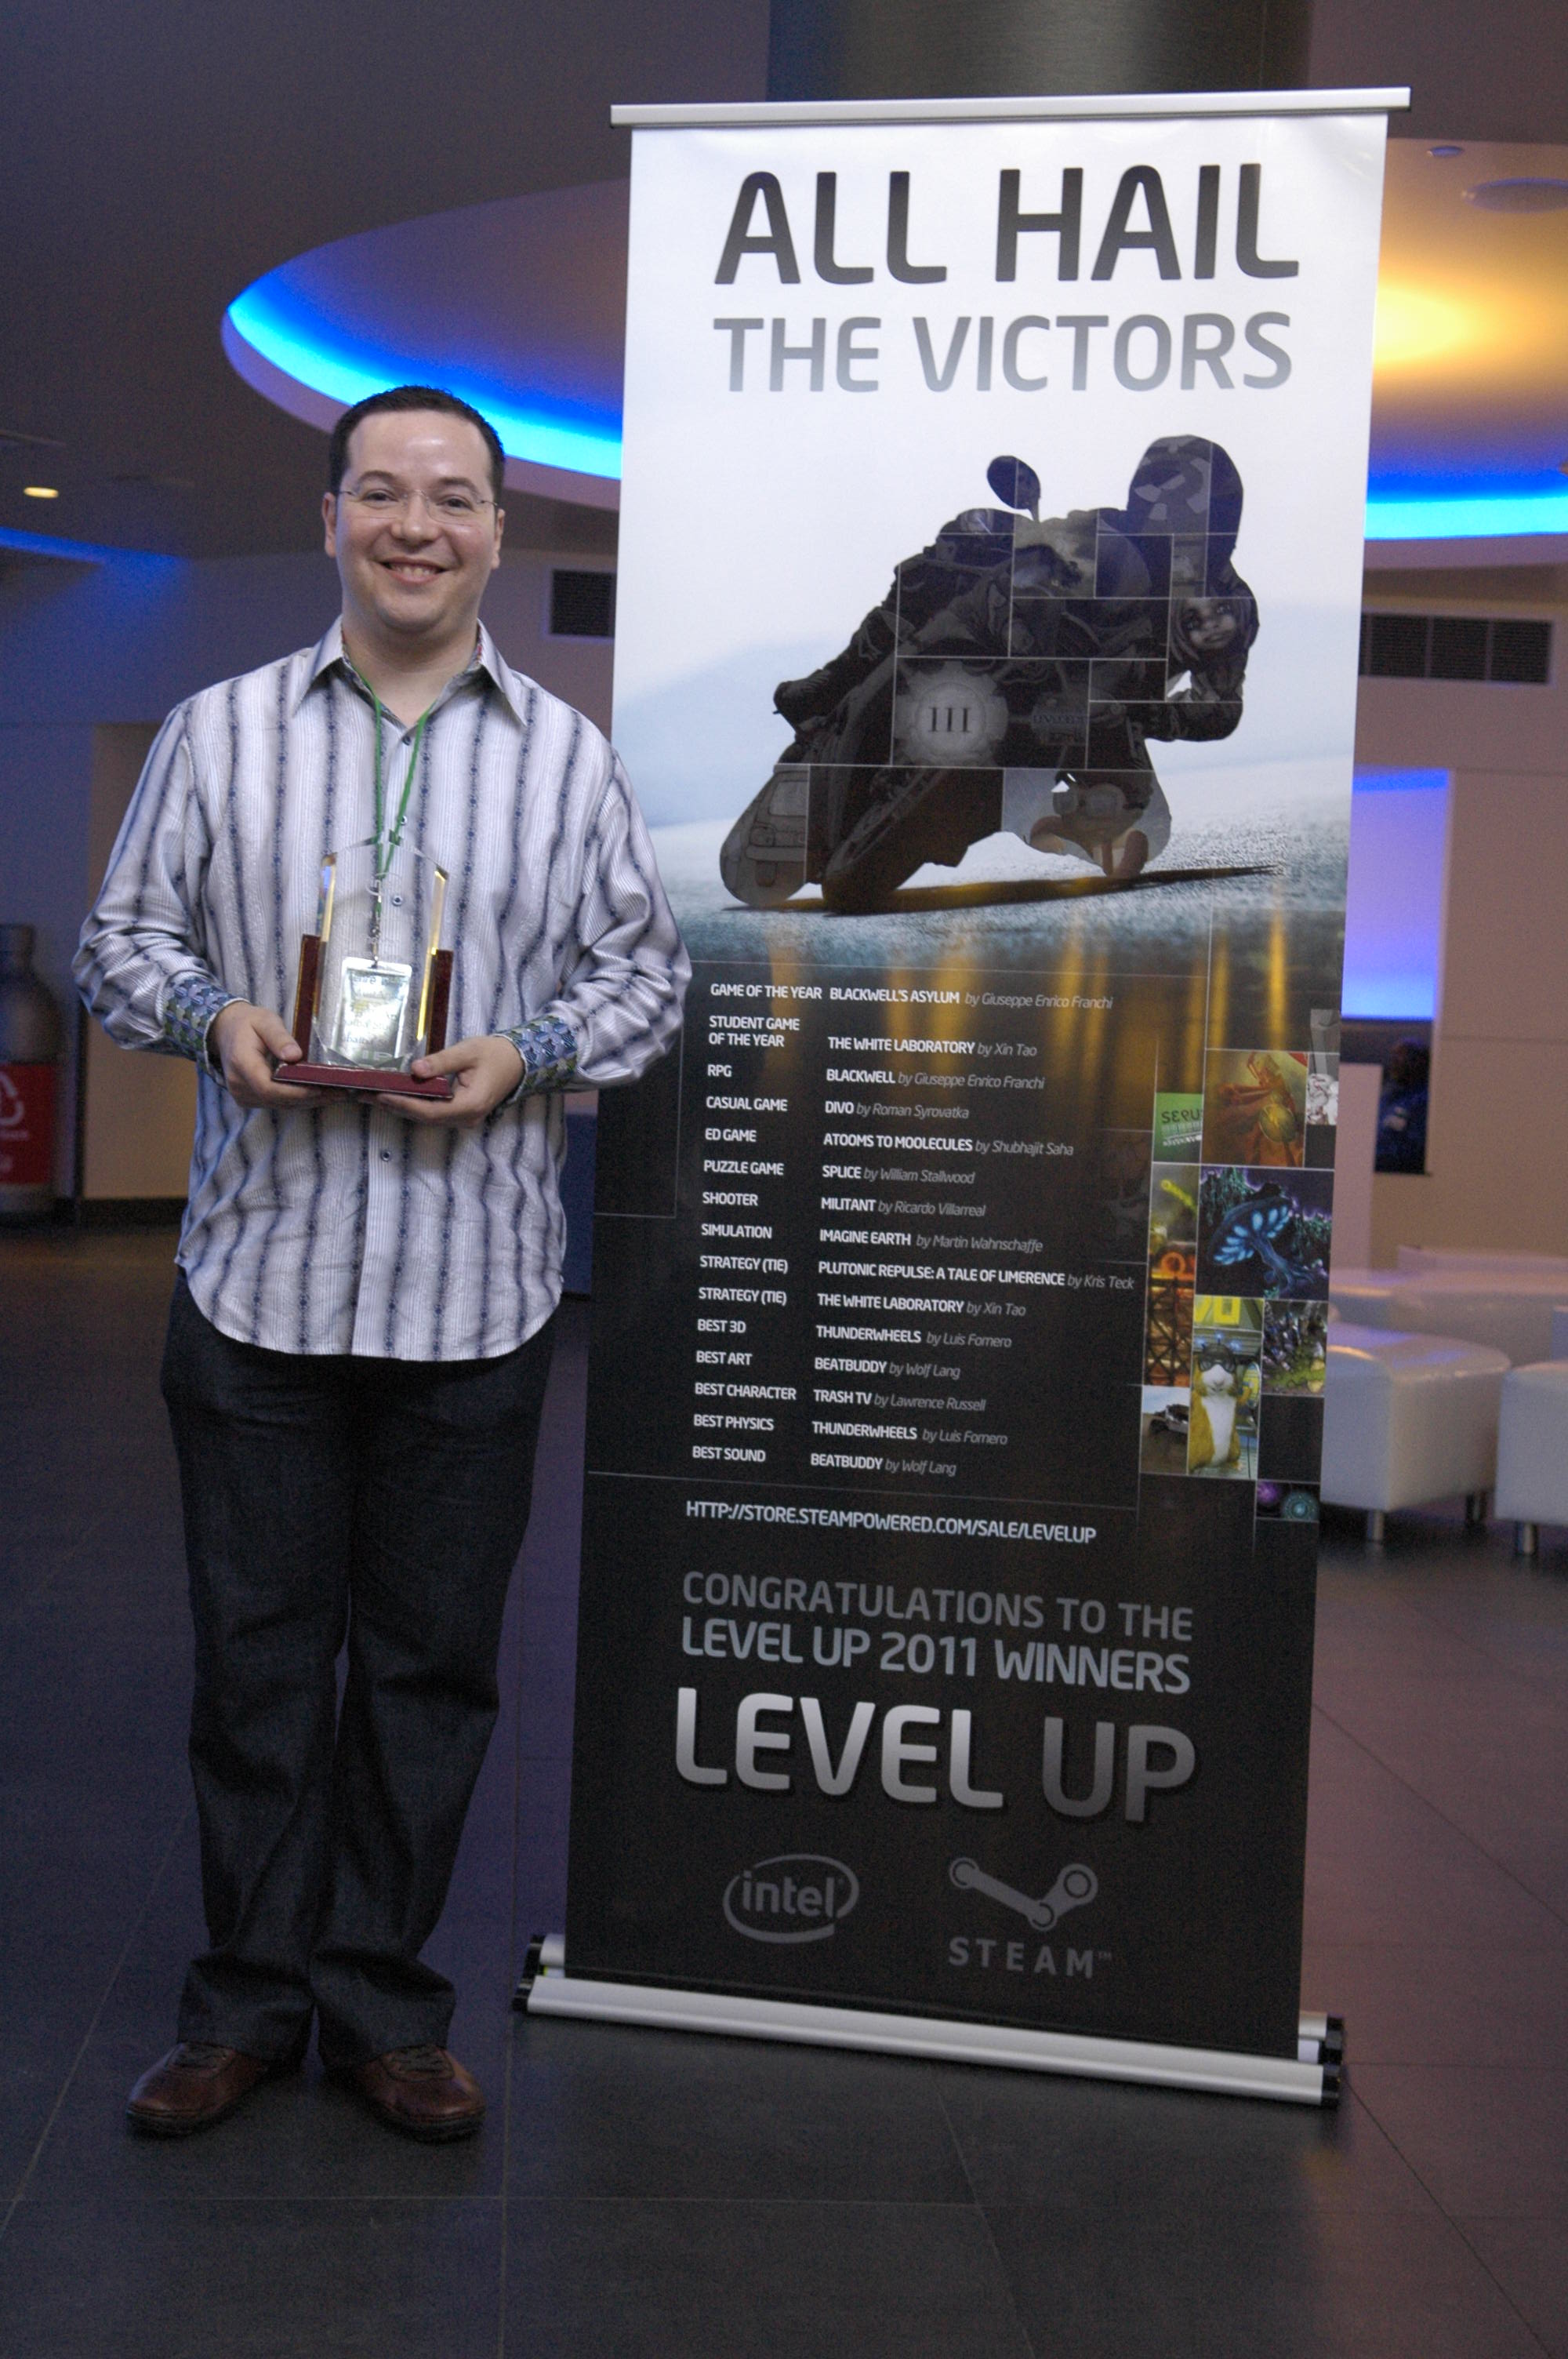 ALL HAIL
THE VICTORS
III
GAME OF THE YEAR BLACKWELL'S ASYLUM by Giuseppe Enrico Franchi
STUDENT GAME
OF THE YEAR THE WHITE LABORATORY by Xin Tao
RPG BLACKWELL by Giuseppe Enrico Franchi
CASUAL GAME DIVO by Roman Syrovatka
ED GAME ATOOMS TO MOOLECULES by Shubhajit Saha
PUZZLE GAME SPLICE by William Stallwood
SHOOTER MILITANT by Ricardo Villarreal
SIMULATION IMAGINE EARTH by Martin Wahnschaffe
STRATEGY (TIE) PLUTONIC REPULSE: A TALE OF LIMERENCE by Kris Teck
STRATEGY (TIE) THE WHITE LABORATORY by Xin Tao
BEST 3D THUNDERWHEELS by Luis Fornero
BEST ART BEATBUDDY by Wolf Lang
BEST CHARACTER TRASH TV by Lawrence Russell
BEST PHYSICS THUNDERWHEELS by Luis Fornero
BEST SOUND BEATBUDDY by Wolf Lang
HTTP://STORE.STEAMPOWERED.COM/SALE/LEVELUP
CONGRATULATIONS TO THE
LEVEL UP 2011 WINNERS
LEVEL UP
intel
STEAM™